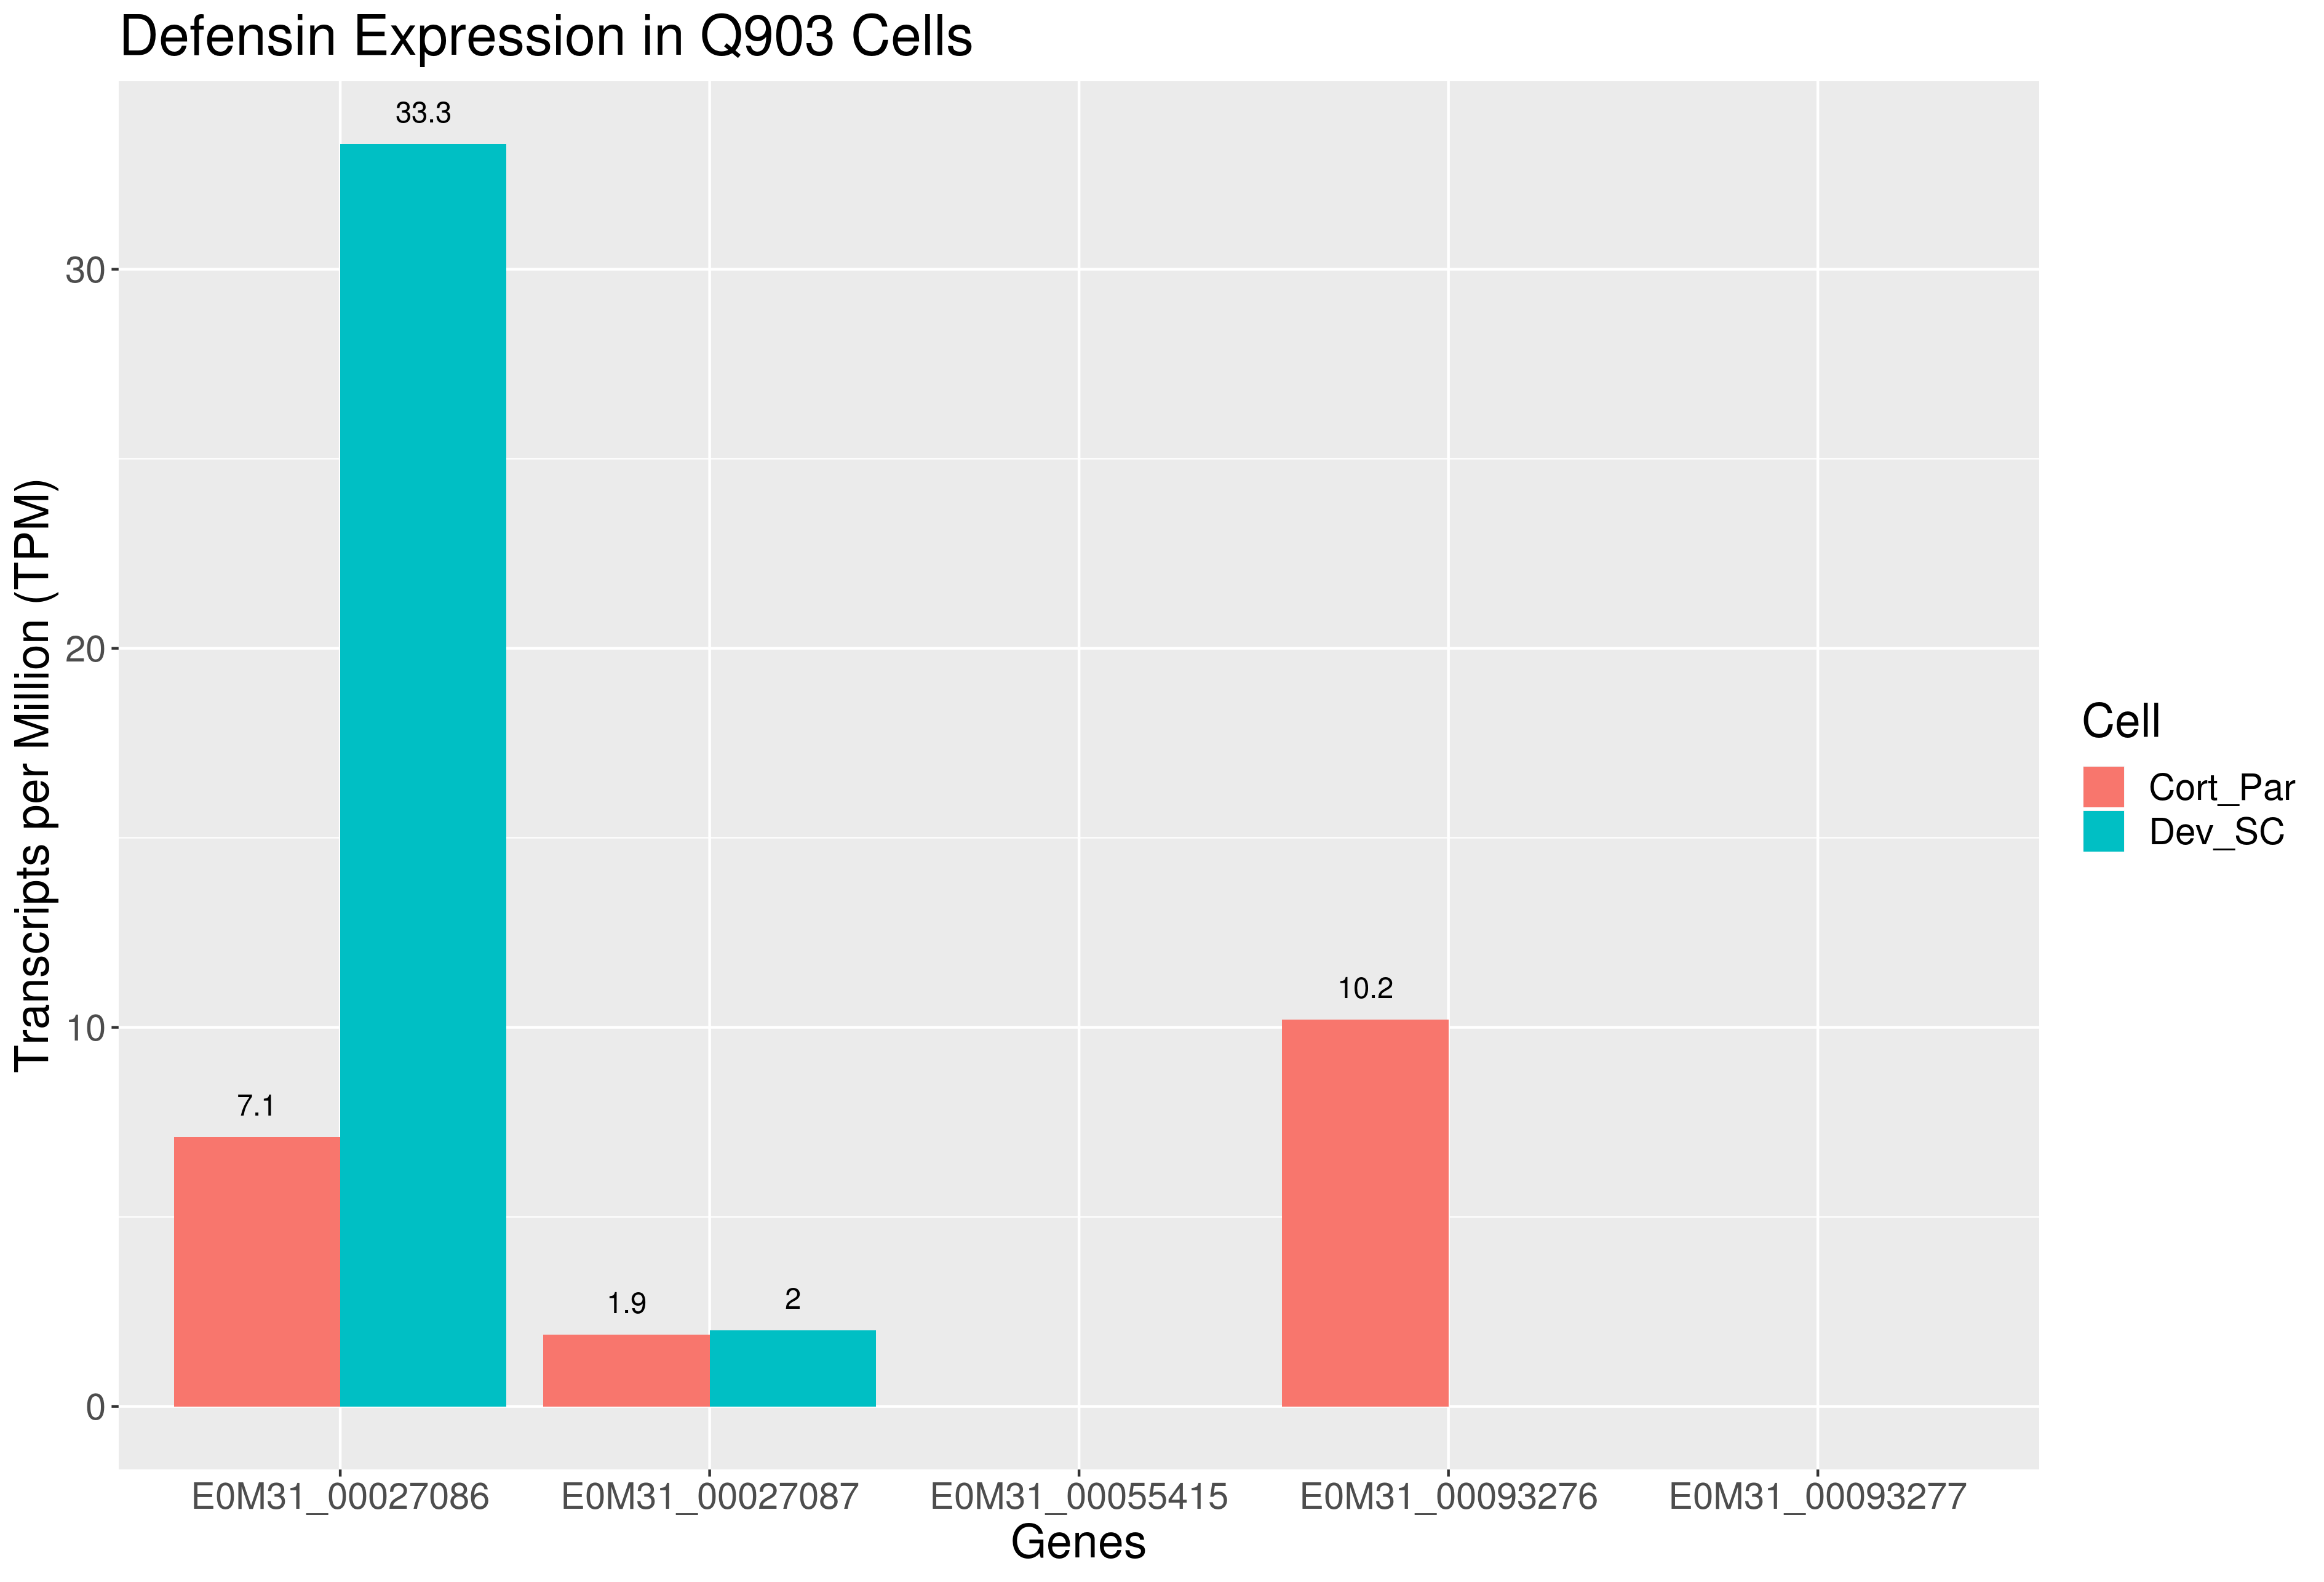 Defensin Expression in Q903 Cells
Transcripts per Million (TPM)
30
20
10
0
33.3
7.1
1.9
2
10.2
E0M31_00027086
E0M31_00027087
E0M31_00055415
E0M31_00093276
E0M31_00093277
Genes
Cell
Cort_Par
Dev_SC